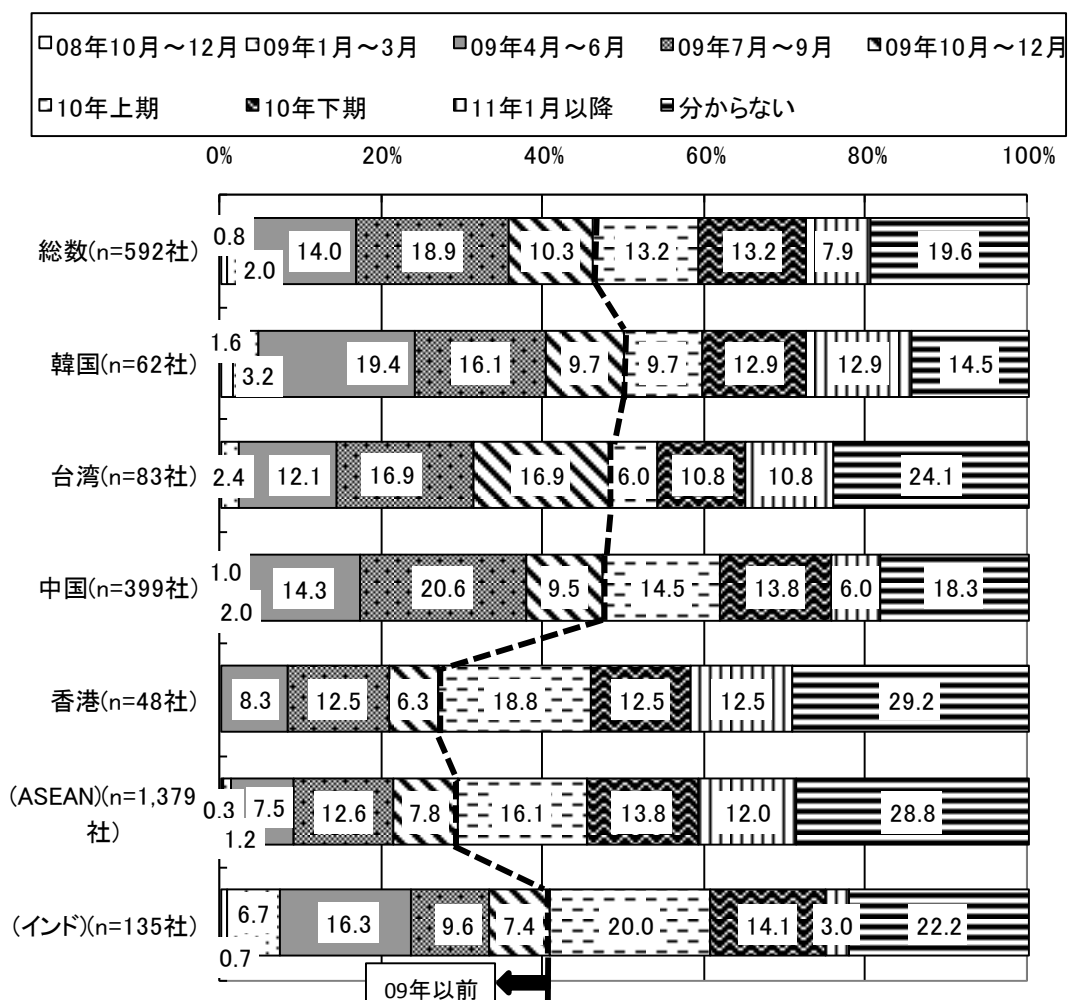 08年10月～12月 09年1月～3月 09年4月～6月 09年7月～9月 09年10月～12月
10年上期 10年下期 11年1月以降 分からない
0% 20% 40% 60% 80% 100%
総数(n=592社) 0.8 2.0 14.0 18.9 10.3 13.2 13.2 7.9 19.6
韓国(n=62社) 1.6 3.2 19.4 16.1 9.7 9.7 12.9 12.9 14.5
台湾(n=83社) 2.4 12.1 16.9 16.9 6.0 10.8 10.8 24.1
中国(n=399社) 1.0 2.0 14.3 20.6 9.5 14.5 13.8 6.0 18.3
香港(n=48社) 8.3 12.5 6.3 18.8 12.5 12.5 29.2
(ASEAN)(n=1,379
社) 0.3 1.2 7.5 12.6 7.8 16.1 13.8 12.0 28.8
(インド)(n=135社) 0.7 6.7 16.3 9.6 7.4 20.0 14.1 3.0 22.2
09年以前